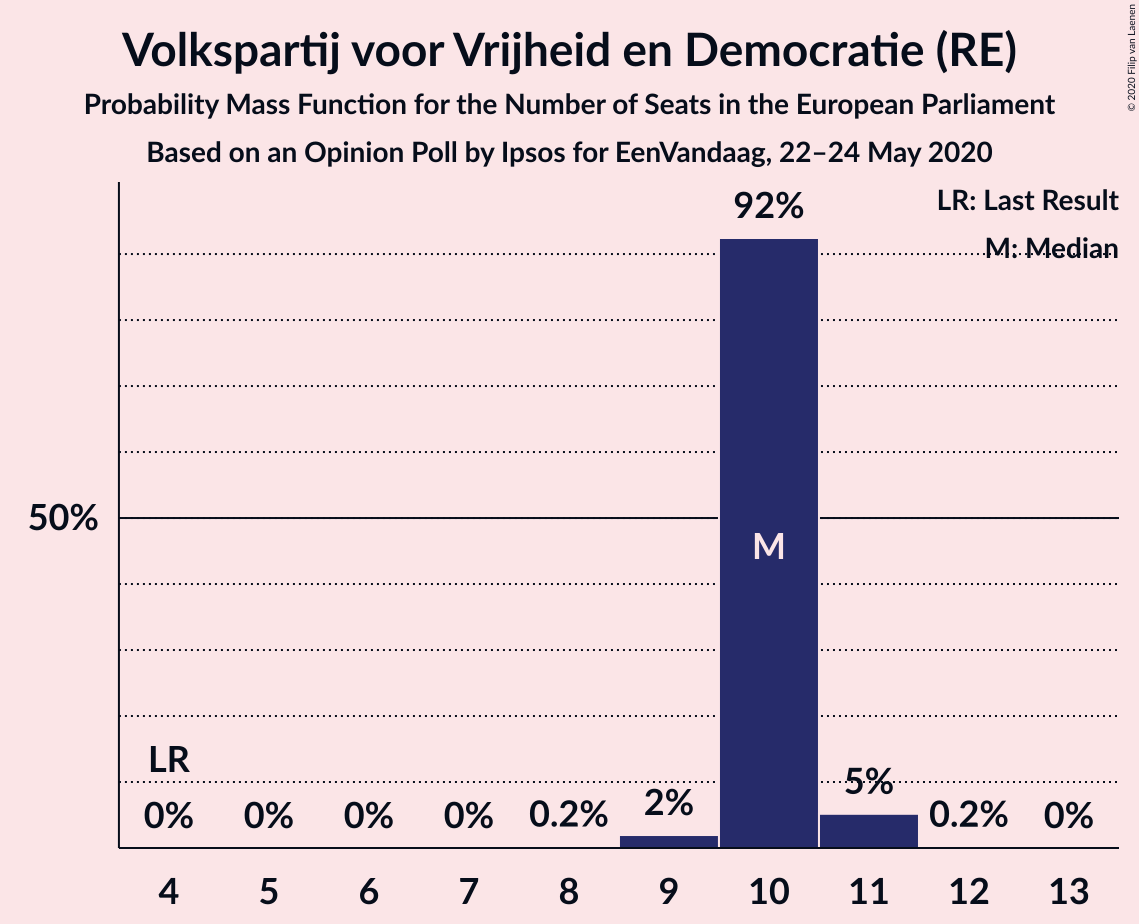 Volkspartij voor Vrijheid en Democratie (RE)
Probability Mass Function for the Number of Seats in the European Parliament
Based on an Opinion Poll by Ipsos for EenVandaag, 22–24 May 2020
© 2020 Filip van Laenen
LR: Last Result
M: Median
92%
50%
M
LR
0%
0%
0%
0%
0.2%
2%
5%
0.2%
0%
4 5 6 7 8 9 10 11 12 13